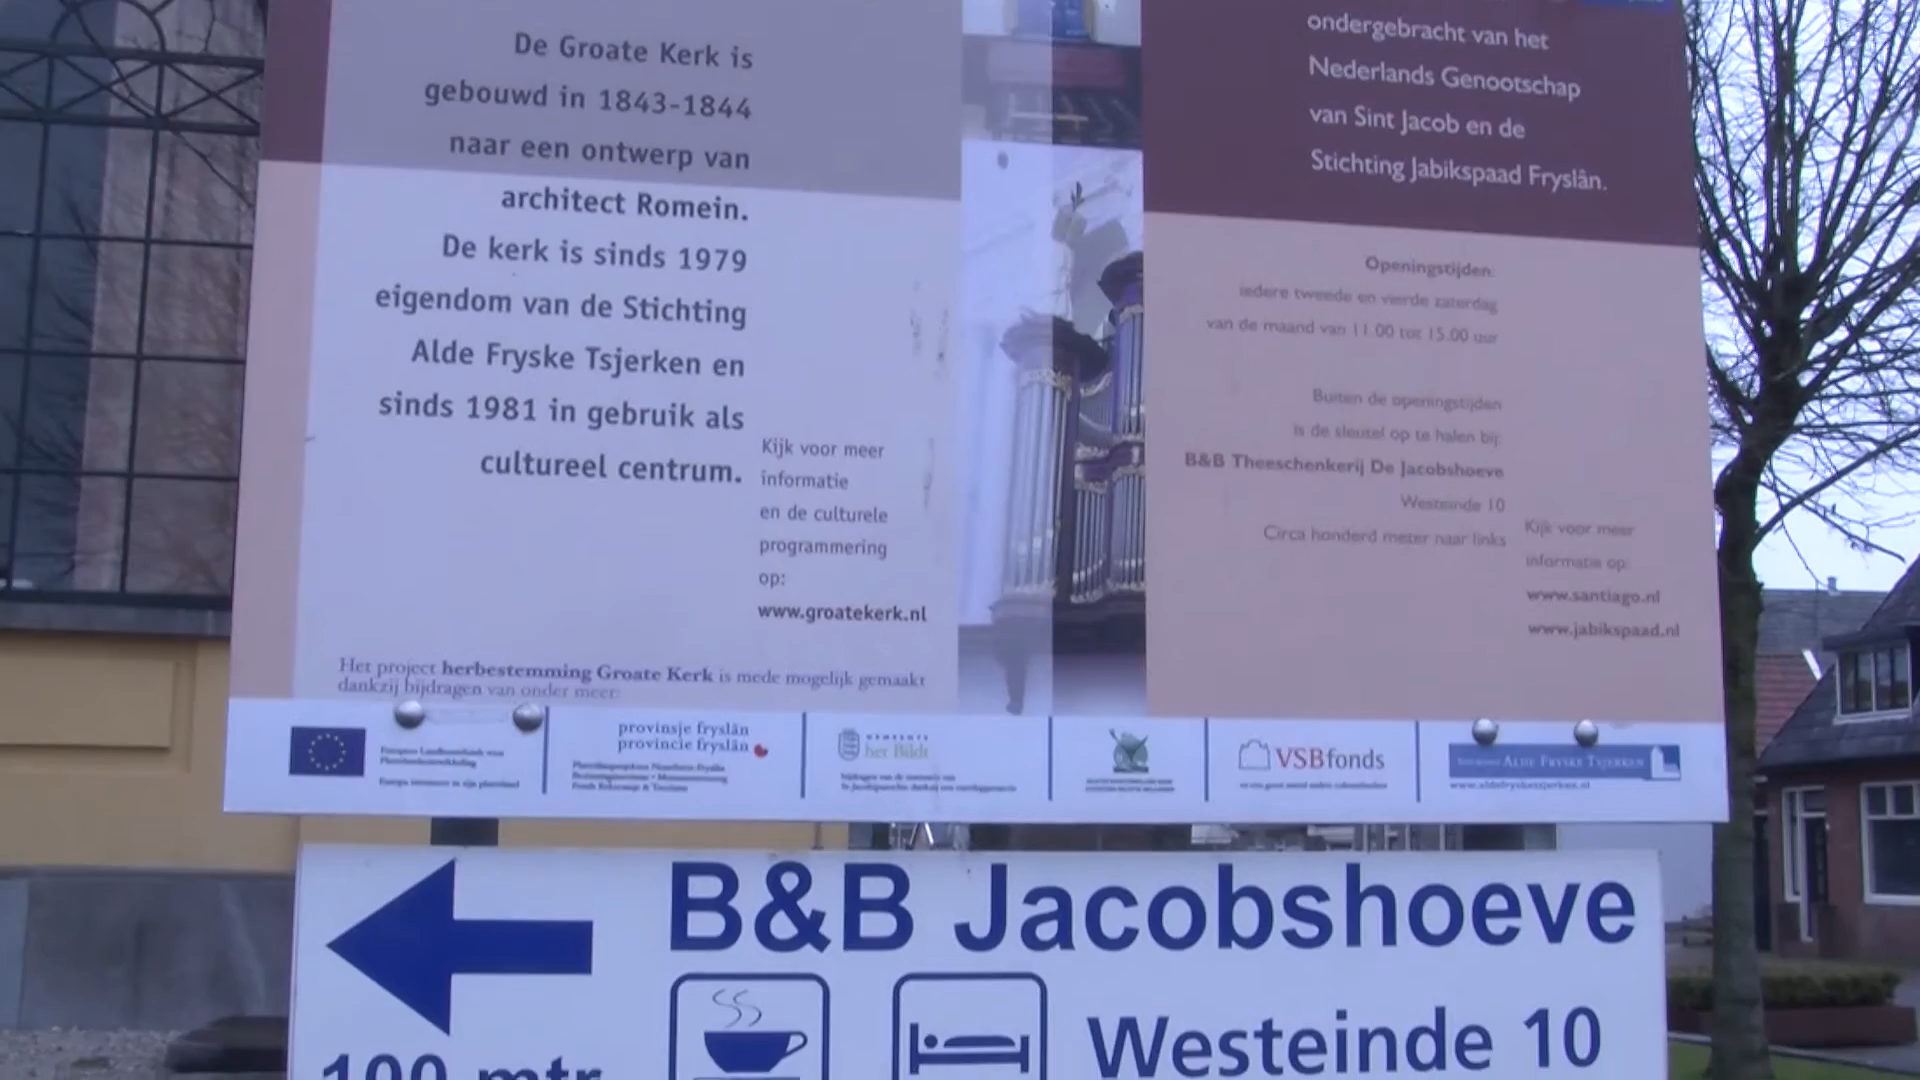 De Groate Kerk is
gebouwd in 1843-1844
naar een ontwerp van
architect Romein.
De kerk is sinds 1979
eigendom van de Stichting
Alde Fryske Tsjerken en
sinds 1981 in gebruik als
cultureel centrum.
Kijk voor meer
informatie
en de culturele
programmering
op:
www.groatekerk.nl
Het project herbestemming Groate Kerk is mede mogelijk gemaakt
dankzij bijdragen van onder meer:
ondergebracht van het
Nederlands Genootschap
van Sint Jacob en de
Stichting Jabikspaad Fryslân.
Openingstijden:
iedere tweede en vierde zaterdag
van de maand van 11.00 tot 15.00 uur
Buiten de openingstijden
is de sleutel op te halen bij:
B&B Theeschenkerij De Jacobshoeve
Westeinde 10
Circa honderd meter naar links
Kijk voor meer
informatie op:
www.santiago.nl
www.jabikspaad.nl
provinsje fryslân
provincie fryslân
GEMEENTE
het Bildt
VSBfonds
ALDE FRYSKE TSJERKEN
www.aldefrysketsjerken.nl
B&B Jacobshoeve
Westeinde 10
100 mtr